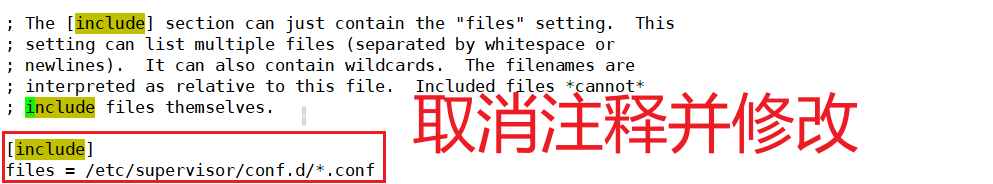 ; The [include] section can just contain the "files" setting.  This
; setting can list multiple files (separated by whitespace or
; newlines).  It can also contain wildcards.  The filenames are
; interpreted as relative to this file.  Included files *cannot*
; include files themselves.
取消注释并修改
[include]
files = /etc/supervisor/conf.d/*.conf